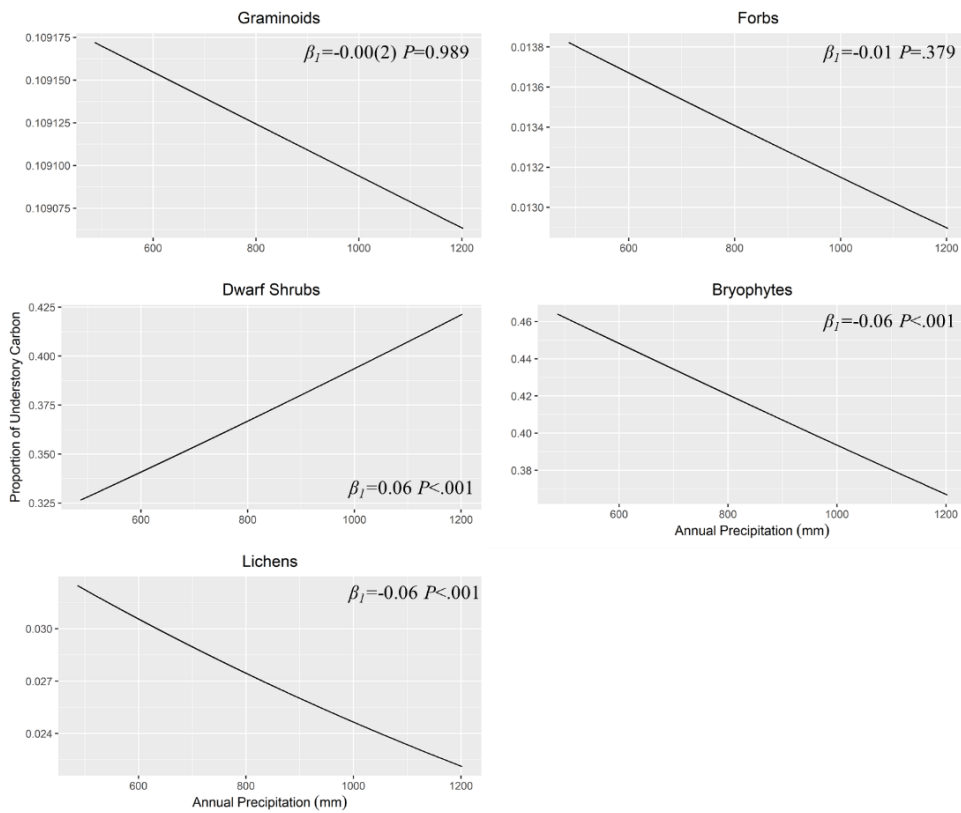 Graminoids
β1=-0.00(2) P=0.989
0.109175
0.109150
0.109125
0.109100
0.109075
600 800 1000 1200
Forbs
β1=-0.01 P=.379
0.0138
0.0136
0.0134
0.0132
0.0130
600 800 1000 1200
Proportion of Understory Carbon
Dwarf Shrubs
0.425
0.400
0.375
0.350
0.325
β1=0.06 P<.001
600 800 1000 1200
Bryophytes
β1=-0.06 P<.001
0.46
0.44
0.42
0.40
0.38
600 800 1000 1200
Annual Precipitation (mm)
Lichens
β1=-0.06 P<.001
0.030
0.027
0.024
600 800 1000 1200
Annual Precipitation (mm)